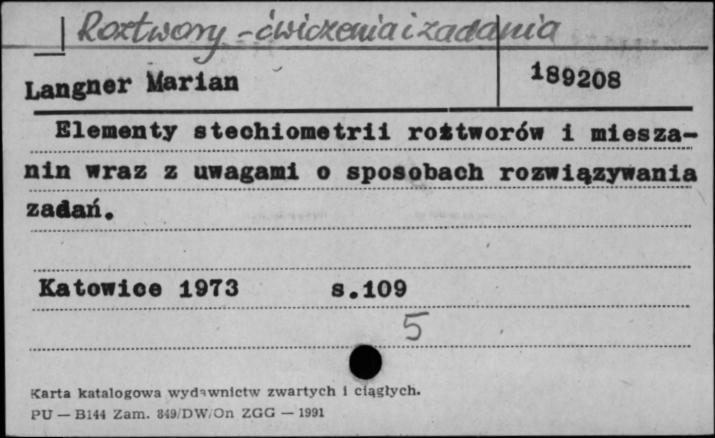 Roztwory - ćwiczenia i zadania
Langner Marian 189208
Elementy stechiometrii roztworów i miesza-
nin wraz z uwagami o sposobach rozwiązywania
zadań.
Katowice 1973 s.109
5
Karta katalogowa wydawnictw zwartych i ciągłych.
PU — B144 Zam. 849/DW/On ZGG — 1991